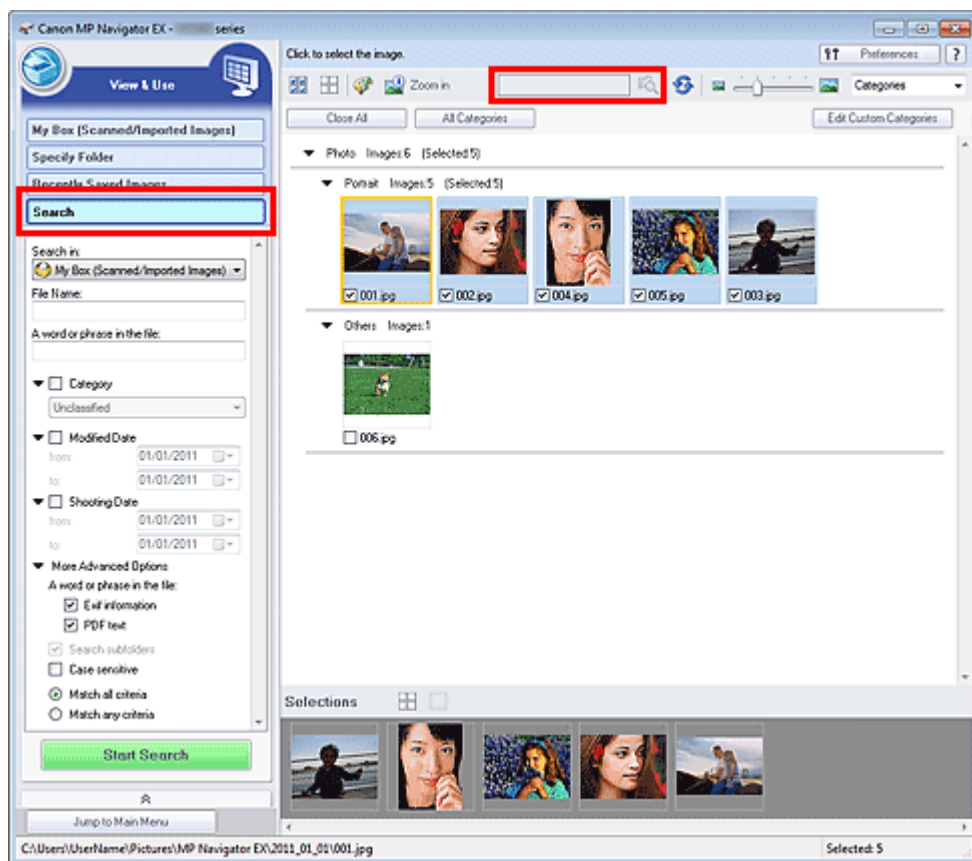 Canon MP Navigator EX - series
View & Use
My Box (Scanned/Imported Images)
Specify Folder
Recently Saved Images
Search
Search in:
My Box (Scanned/Imported Images)
File Name:
A word or phrase in the file:
Category
Unclassified
Modified Date
from: 01/01/2011
to: 01/01/2011
Shooting Date
from: 01/01/2011
to: 01/01/2011
More Advanced Options
A word or phrase in the file:
Exif information
PDF text
Search subfolders
Case sensitive
Match all criteria
Match any criteria
Start Search
Jump to Main Menu
Click to select the image.
Preferences ?
Zoom in
Categories
Close All All Categories Edit Custom Categories
Photo Images:6 (Selected:5)
Portrait Images:5 (Selected:5)
001.jpg 002.jpg 004.jpg 005.jpg 003.jpg
Others Images:1
006.jpg
Selections
C:\Users\UserName\Pictures\MP Navigator EX\2011_01_01\001.jpg Selected: 5